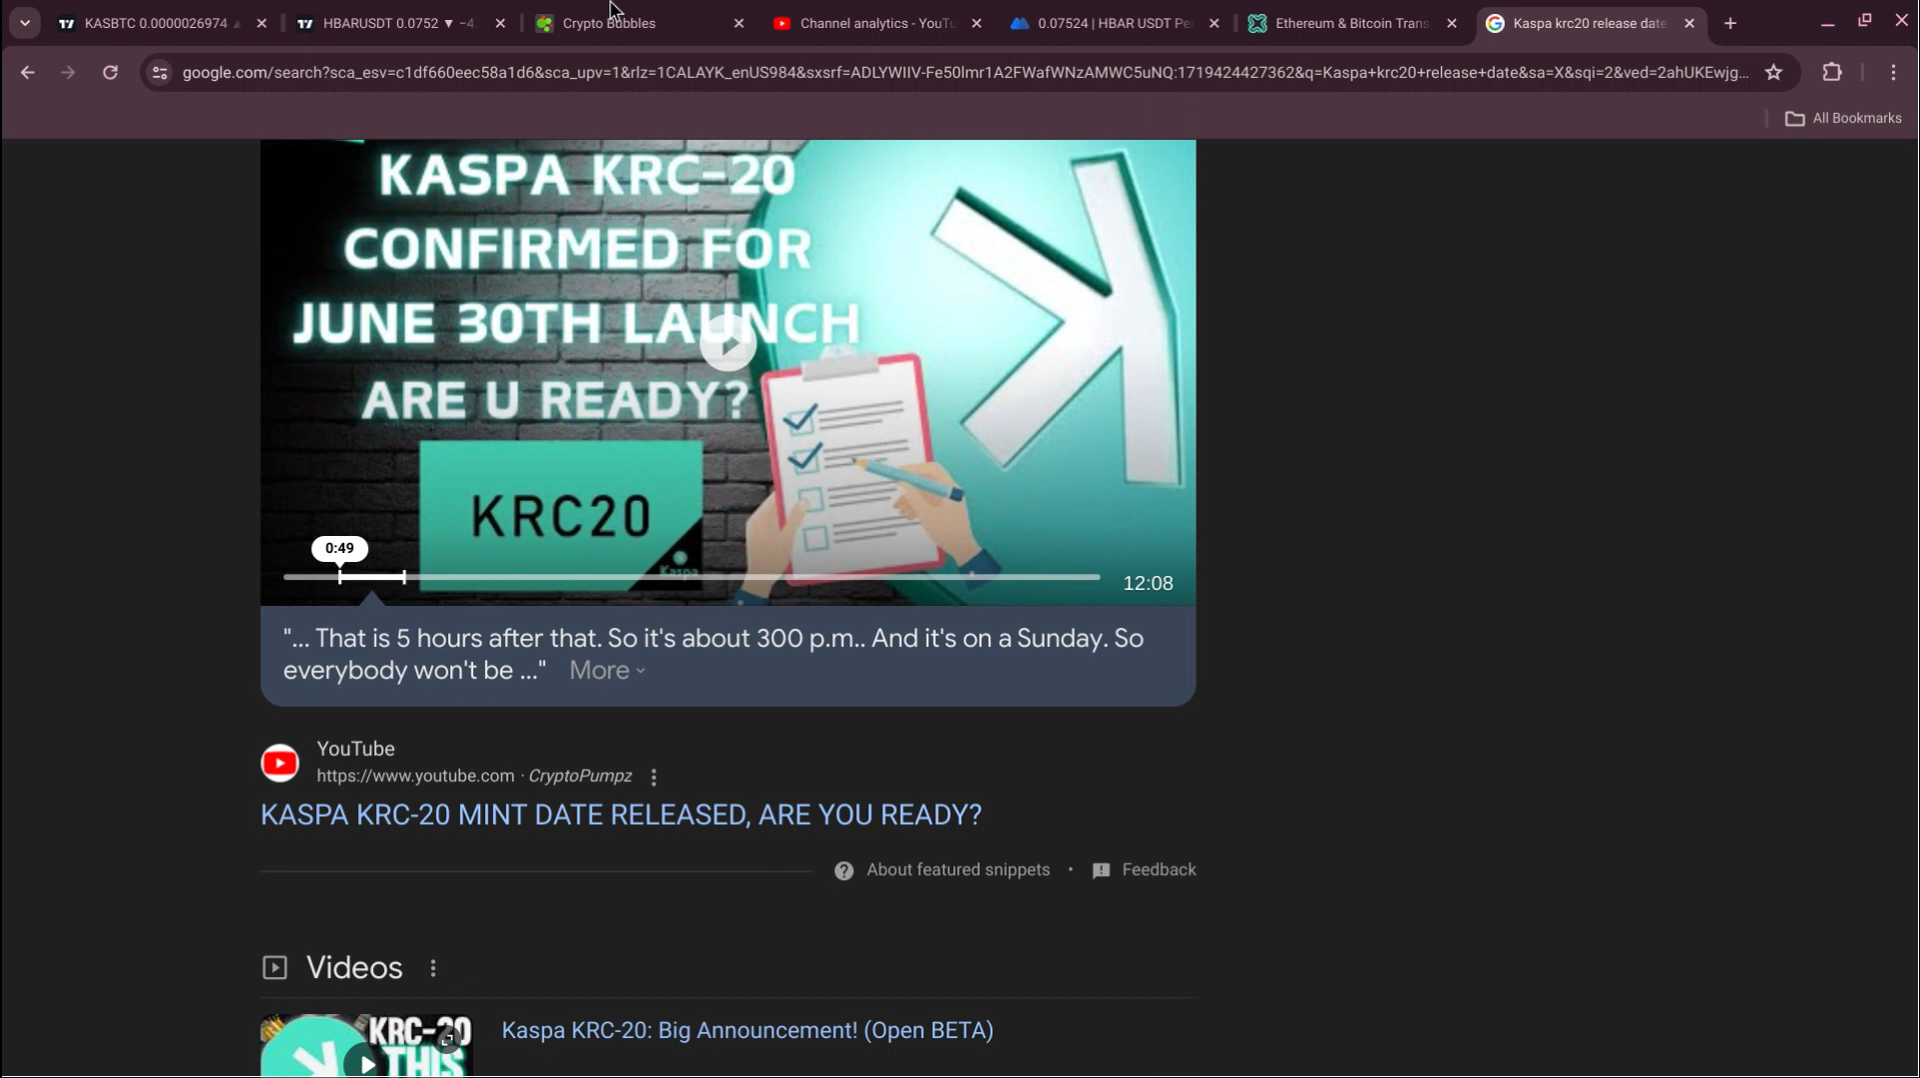 KASBTC 0.0000026974
HBARUSDT 0.0752 ▼ −4
Crypto Bubbles
Channel analytics - YouTu
0.07524 | HBAR USDT Pe
Ethereum & Bitcoin Trans
Kaspa krc20 release date
google.com/search?sca_esv=c1df660eec58a1d6&sca_upv=1&rlz=1CALAYK_enUS984&sxsrf=ADLYWIIV-Fe50lmr1A2FWafWNzAMWC5uNQ:1719424427362&q=Kaspa+krc20+release+date&sa=X&sqi=2&ved=2ahUKEwjg...
All Bookmarks
KASPA KRC-20
CONFIRMED FOR
JUNE 30TH LAUNCH
ARE U READY?
KRC20
Kaspa
0:49
12:08
"... That is 5 hours after that. So it's about 300 p.m.. And it's on a Sunday. So
everybody won't be ..." More
YouTube
https://www.youtube.com · CryptoPumpz
KASPA KRC-20 MINT DATE RELEASED, ARE YOU READY?
About featured snippets • Feedback
Videos
KRC-20
THIS
Kaspa KRC-20: Big Announcement! (Open BETA)